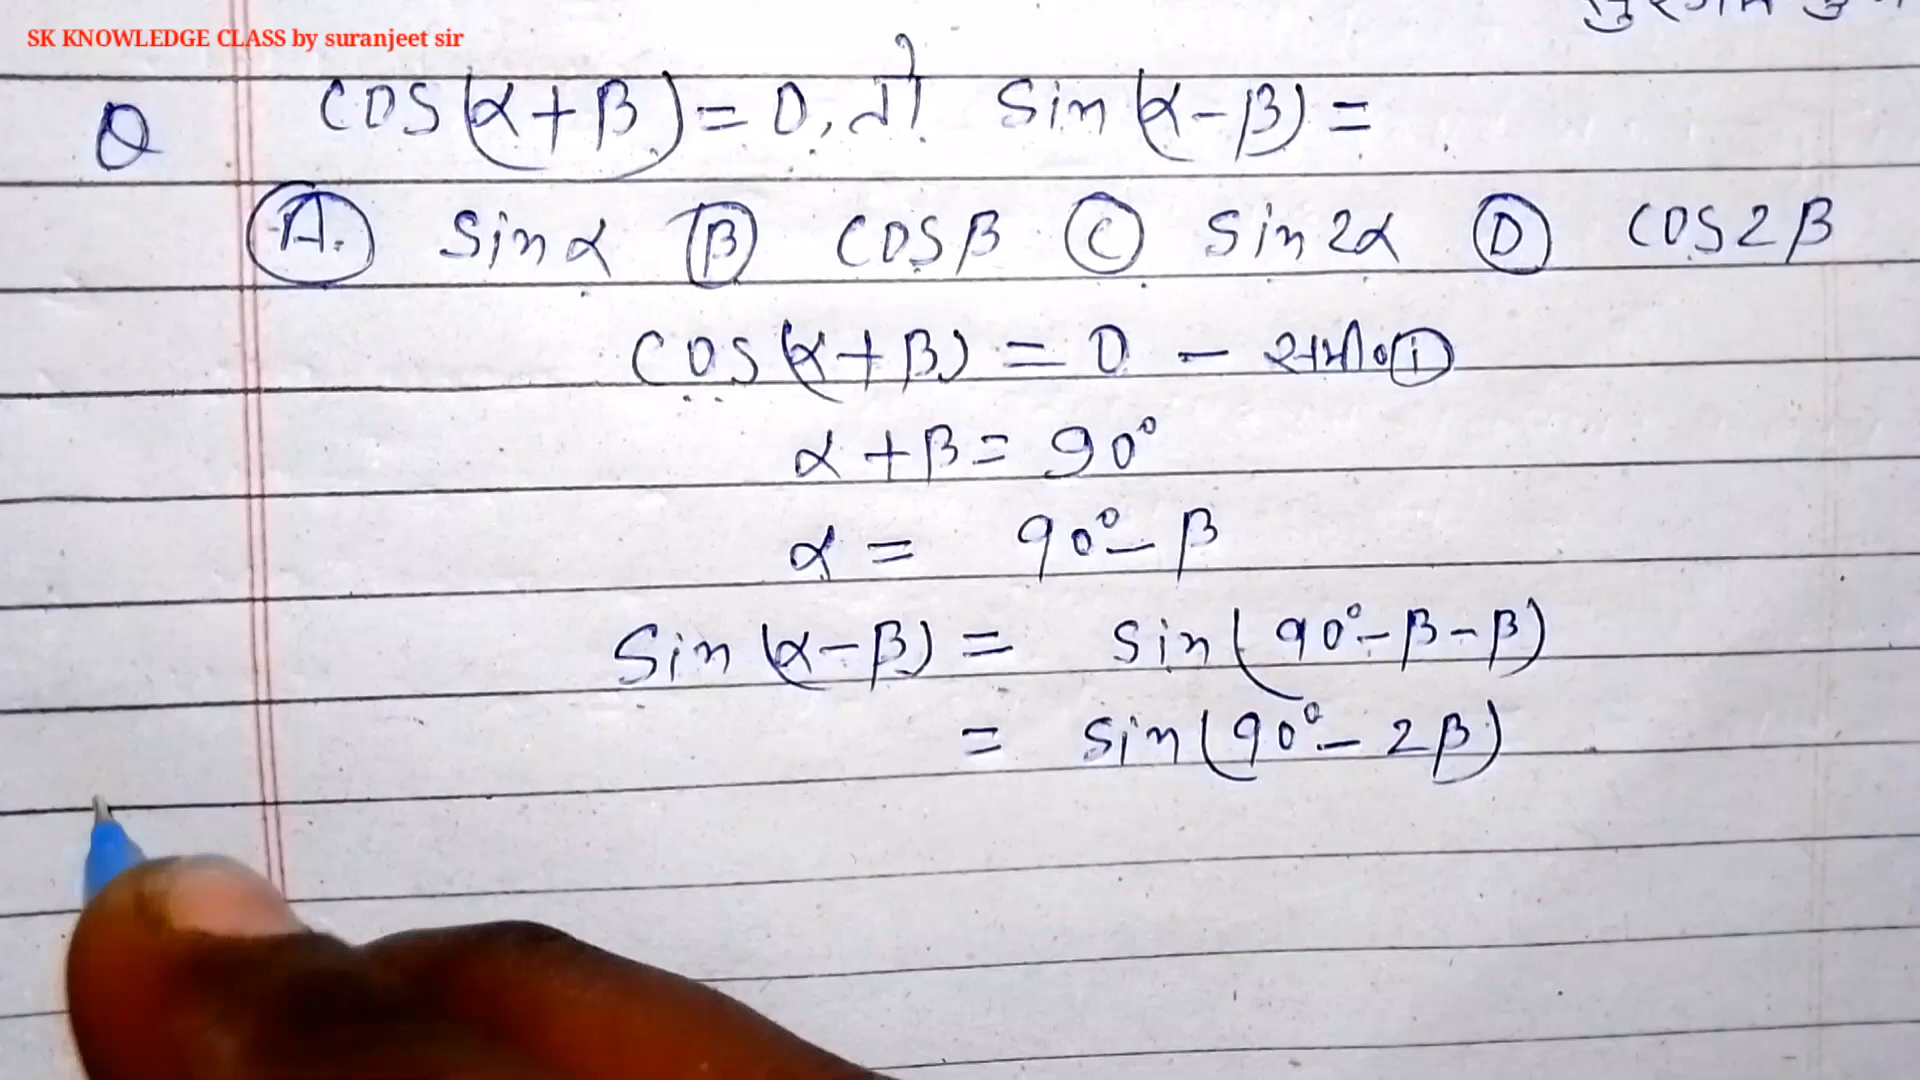 SK KNOWLEDGE CLASS by suranjeet sir
Q cos(α+β)=0, तो sin(α-β)=
Ⓐ sinα Ⓑ cosβ Ⓒ sin2α Ⓓ cos2β
cos(α+β) = 0 - समी० ①
α+β= 90°
α = 90°-β
sin(α-β) = sin(90°-β-β)
= sin(90°-2β)